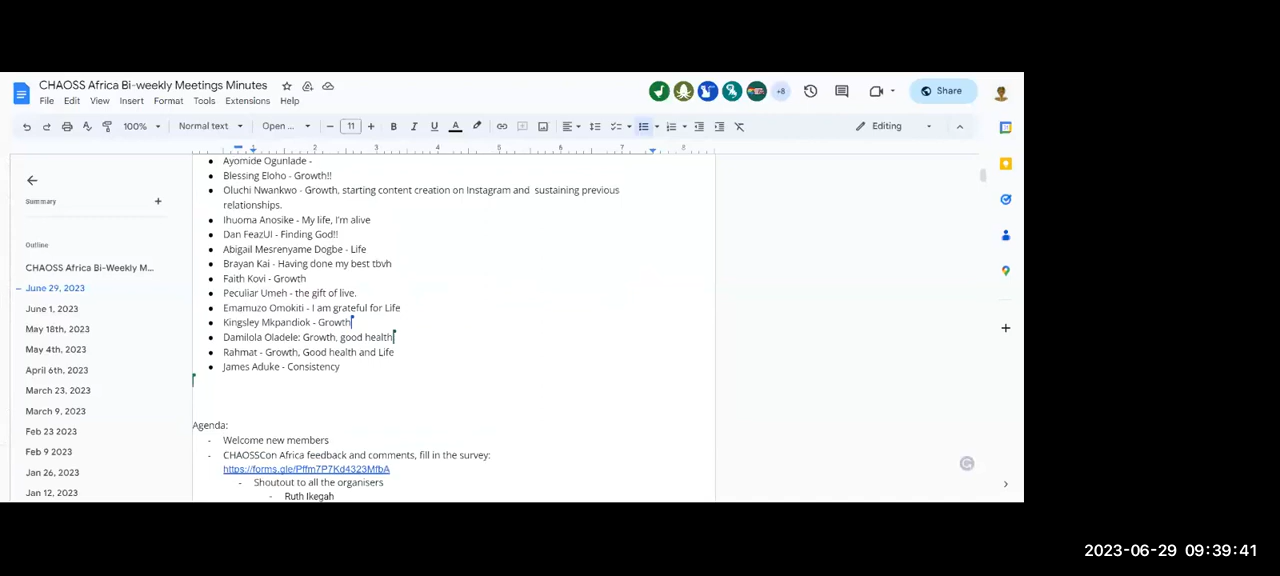 CHAOSS Africa Bi-weekly Meetings Minutes
File Edit View Insert Format Tools Extensions Help
+8
Share
100% Normal text Open ... 11 Editing
1 2 3 4 5 6 7 8
Summary
Outline
CHAOSS Africa Bi-Weekly M...
June 29, 2023
June 1, 2023
May 18th, 2023
May 4th, 2023
April 6th, 2023
March 23, 2023
March 9, 2023
Feb 23 2023
Feb 9 2023
Jan 26, 2023
Jan 12, 2023
Ayomide Ogunlade -
Blessing Eloho - Growth!!
Oluchi Nwankwo - Growth, starting content creation on Instagram and sustaining previous
relationships.
Ihuoma Anosike - My life, I'm alive
Dan FeazUI - Finding God!!
Abigail Mesrenyame Dogbe - Life
Brayan Kai - Having done my best tbvh
Faith Kovi - Growth
Peculiar Umeh - the gift of live.
Emamuzo Omokiti - I am grateful for Life
Kingsley Mkpandiok - Growth
Damilola Oladele: Growth, good health
Rahmat - Growth, Good health and Life
James Aduke - Consistency
Agenda:
- Welcome new members
- CHAOSSCon Africa feedback and comments, fill in the survey:
https://forms.gle/Pffm7P7Kd4323MfbA
- Shoutout to all the organisers
- Ruth Ikegah
2023-06-29 09:39:41